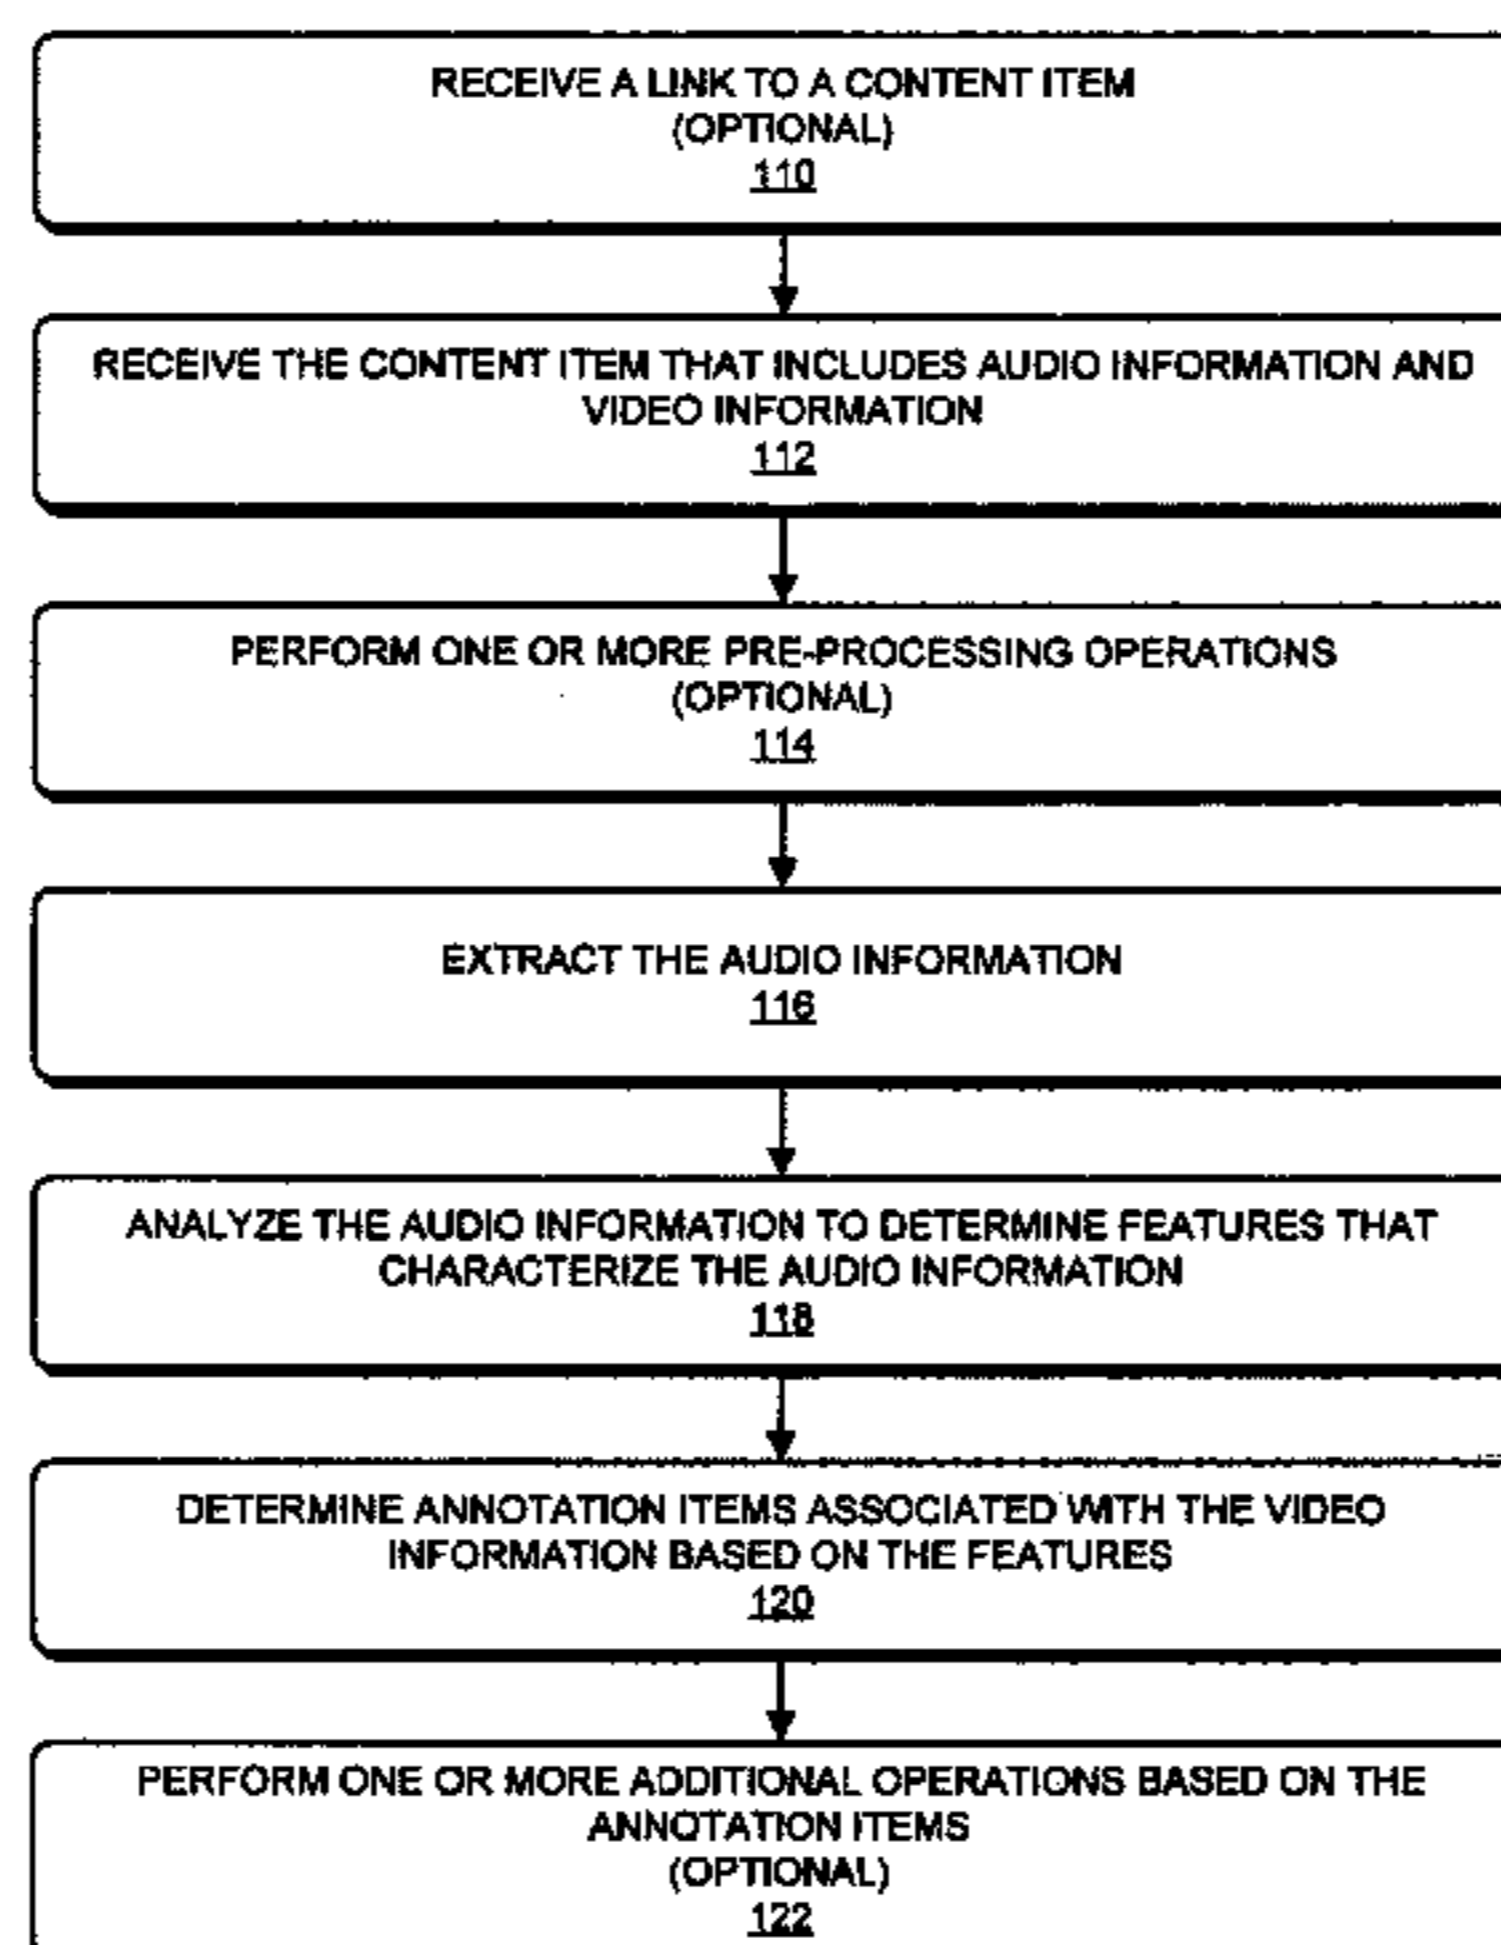 RECEIVE A LINK TO A CONTENT ITEM
(OPTIONAL)
110
RECEIVE THE CONTENT ITEM THAT INCLUDES AUDIO INFORMATION AND
VIDEO INFORMATION
112
PERFORM ONE OR MORE PRE-PROCESSING OPERATIONS
(OPTIONAL)
114
EXTRACT THE AUDIO INFORMATION
116
ANALYZE THE AUDIO INFORMATION TO DETERMINE FEATURES THAT
CHARACTERIZE THE AUDIO INFORMATION
118
DETERMINE ANNOTATION ITEMS ASSOCIATED WITH THE VIDEO
INFORMATION BASED ON THE FEATURES
120
PERFORM ONE OR MORE ADDITIONAL OPERATIONS BASED ON THE
ANNOTATION ITEMS
(OPTIONAL)
122